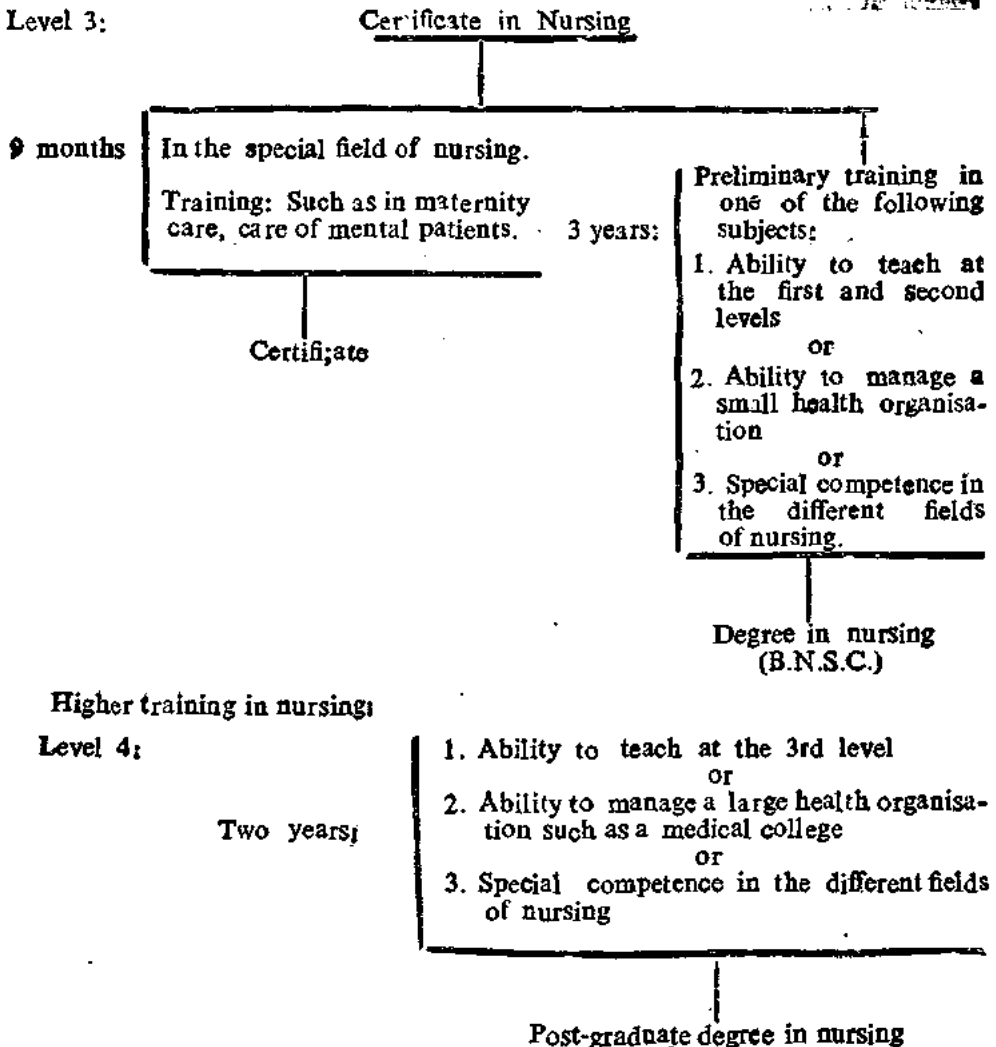 Level 3:
Cer·ificate in Nursing
9 months
In the special field of nursing.
Training: Such as in maternity
care, care of mental patients.
Certifi;ate
3 years:
Preliminary training in
one of the following
subjects:
1. Ability to teach at
the first and second
levels
or
2. Ability to manage a
small health organisa-
tion
or
3. Special competence in
the different fields
of nursing.
Degree in nursing
(B.N.S.C.)
Higher training in nursing:
Level 4:
Two years;
1. Ability to teach at the 3rd level
or
2. Ability to manage a large health organisa-
tion such as a medical college
or
3. Special competence in the different fields
of nursing
Post-graduate degree in nursing